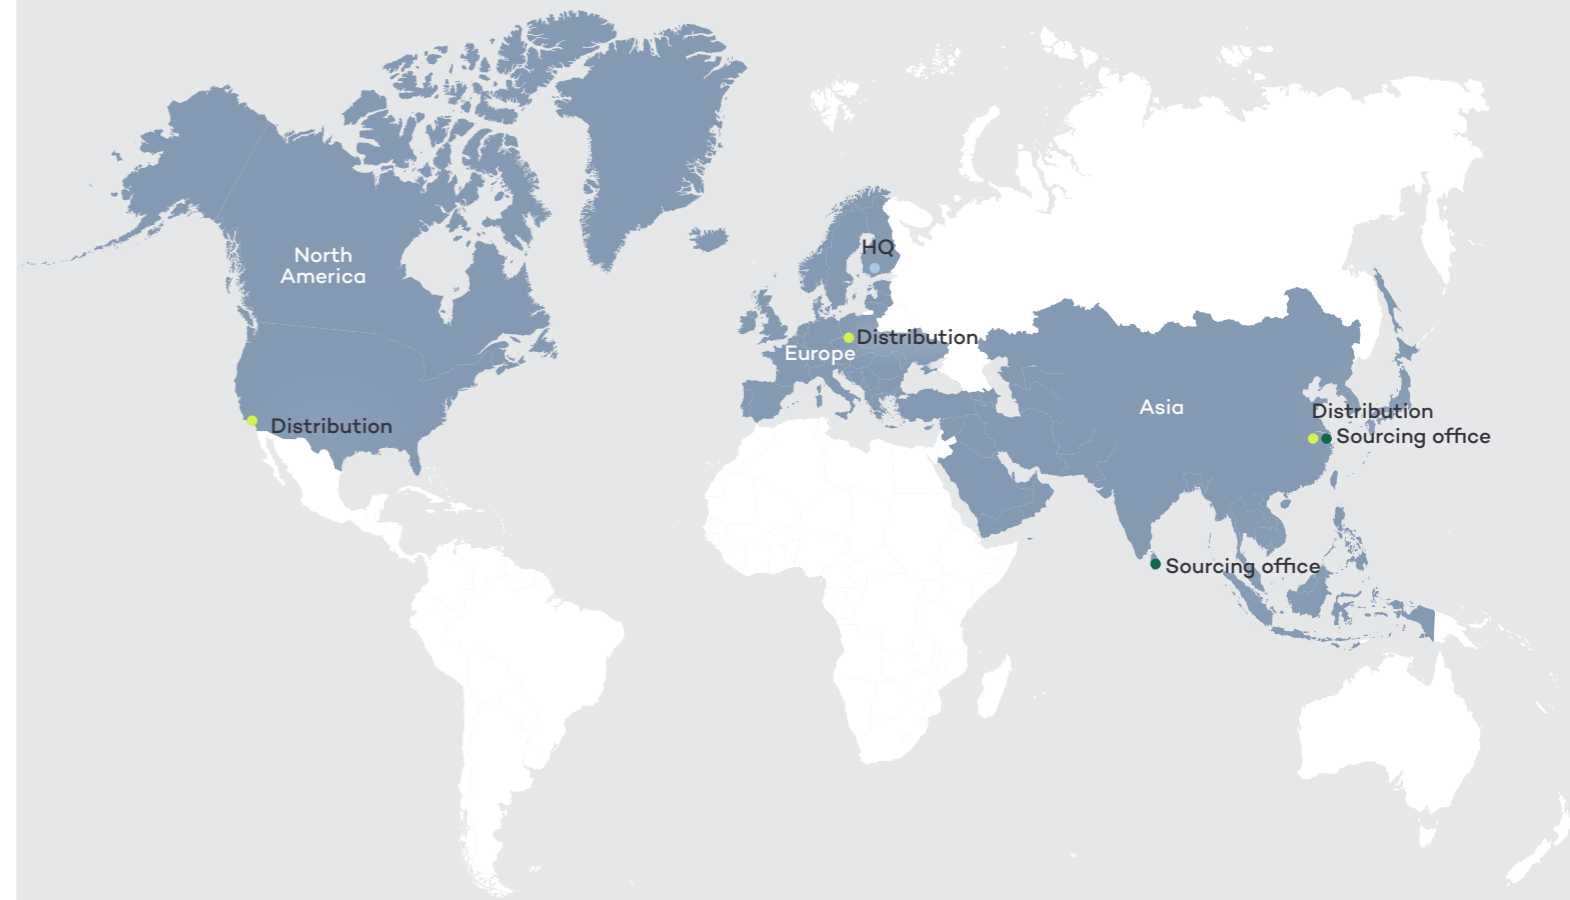 North
America
HQ
Distribution
Europe
Asia
Distribution
Distribution
Sourcing office
Sourcing office